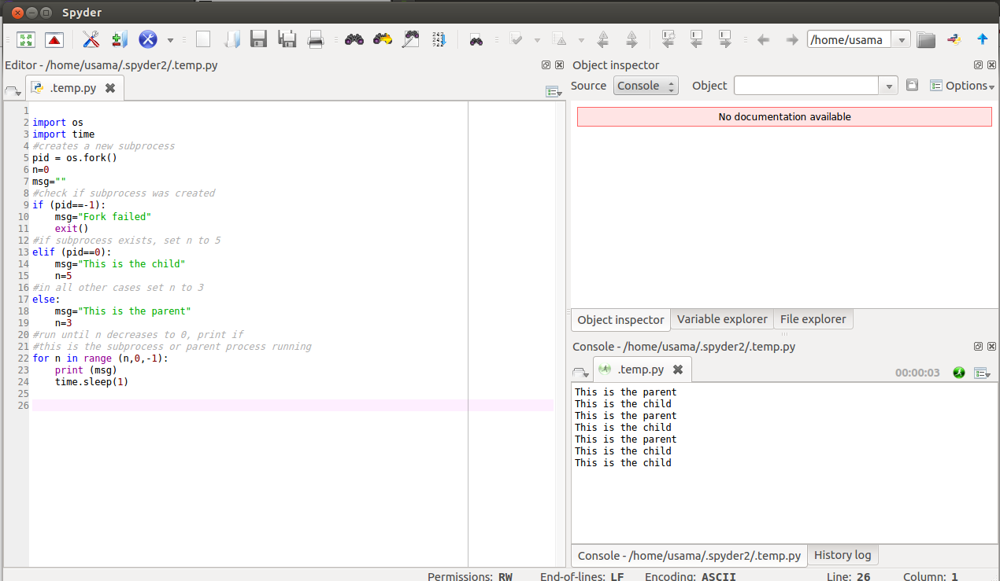 Spyder
/home/usama
Editor - /home/usama/.spyder2/.temp.py
.temp.py
1
2 import os
3 import time
4 #creates a new subprocess
5 pid = os.fork()
6 n=0
7 msg=""
8 #check if subprocess was created
9 if (pid==-1):
10     msg="Fork failed"
11     exit()
12 #if subprocess exists, set n to 5
13 elif (pid==0):
14     msg="This is the child"
15     n=5
16 #in all other cases set n to 3
17 else:
18     msg="This is the parent"
19     n=3
20 #run until n decreases to 0, print if
21 #this is the subprocess or parent process running
22 for n in range (n,0,-1):
23     print (msg)
24     time.sleep(1)
25
26
Object inspector
Source Console Object Options
No documentation available
Object inspector Variable explorer File explorer
Console - /home/usama/.spyder2/.temp.py
.temp.py 00:00:03
This is the parent
This is the child
This is the parent
This is the child
This is the parent
This is the child
This is the child
Console - /home/usama/.spyder2/.temp.py History log
Permissions: RW End-of-lines: LF Encoding: ASCII Line: 26 Column: 1